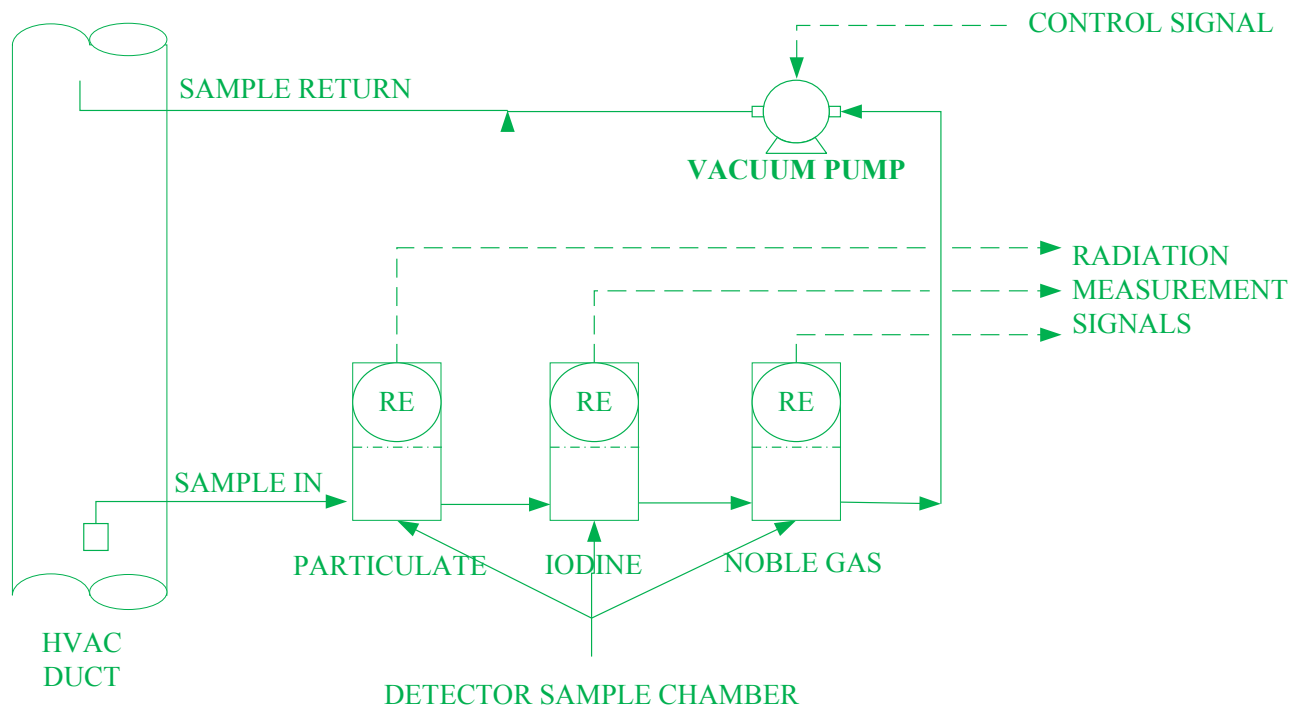 CONTROL SIGNAL
SAMPLE RETURN
VACUUM PUMP
RADIATION
MEASUREMENT
SIGNALS
RE
RE
RE
SAMPLE IN
PARTICULATE
IODINE
NOBLE GAS
HVAC
DUCT
DETECTOR SAMPLE CHAMBER